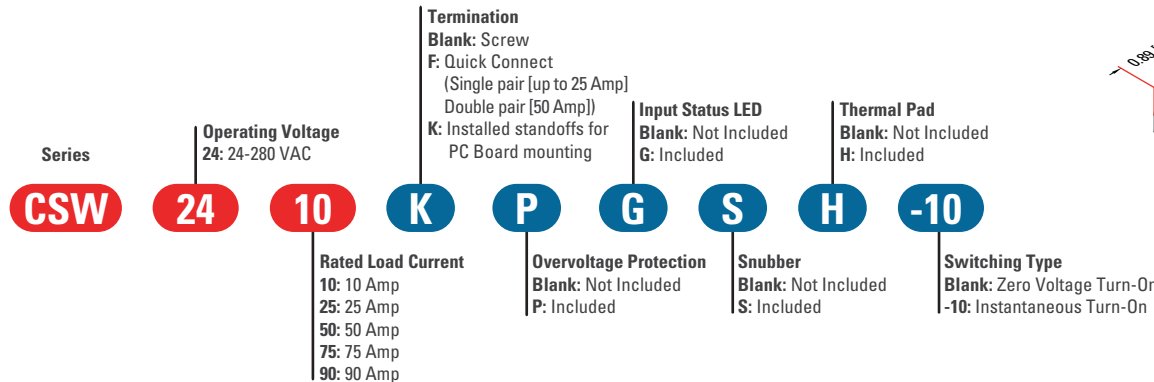 Termination
Blank: Screw
F: Quick Connect
(Single pair [up to 25 Amp]
Double pair [50 Amp])
K: Installed standoffs for
PC Board mounting
Input Status LED
Blank: Not Included
G: Included
Thermal Pad
Blank: Not Included
H: Included
Operating Voltage
24: 24-280 VAC
Series
CSW 24 10 K P G S H -10
Rated Load Current
10: 10 Amp
25: 25 Amp
50: 50 Amp
75: 75 Amp
90: 90 Amp
Overvoltage Protection
Blank: Not Included
P: Included
Snubber
Blank: Not Included
S: Included
Switching Type
Blank: Zero Voltage Turn-On
-10: Instantaneous Turn-On
0.89